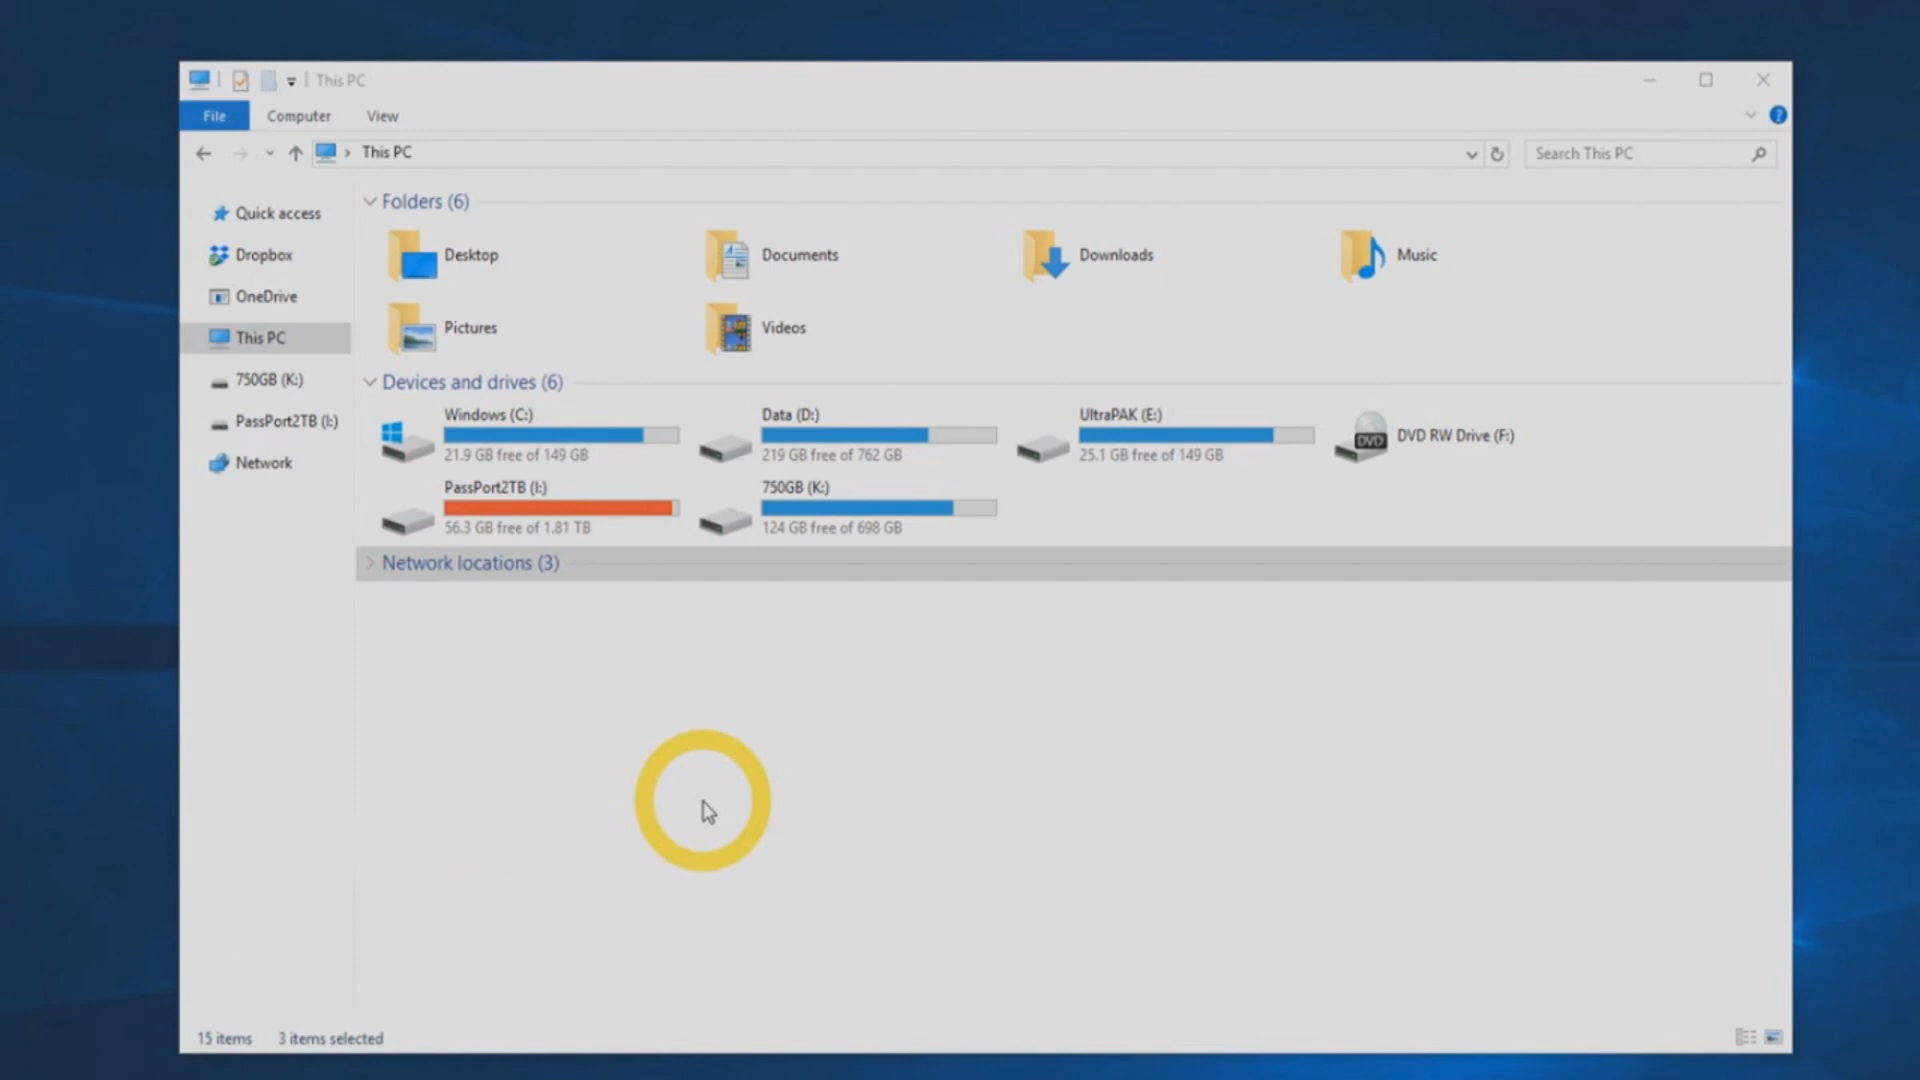 This PC
File Computer View
This PC
Search This PC
Quick access
Dropbox
OneDrive
This PC
750GB (K:)
PassPort2TB (I:)
Network
Folders (6)
Desktop
Documents
Downloads
Music
Pictures
Videos
Devices and drives (6)
Windows (C:)
21.9 GB free of 149 GB
Data (D:)
219 GB free of 762 GB
UltraPAK (E:)
25.1 GB free of 149 GB
DVD
DVD RW Drive (F:)
PassPort2TB (I:)
56.3 GB free of 1.81 TB
750GB (K:)
124 GB free of 698 GB
Network locations (3)
15 items 3 items selected